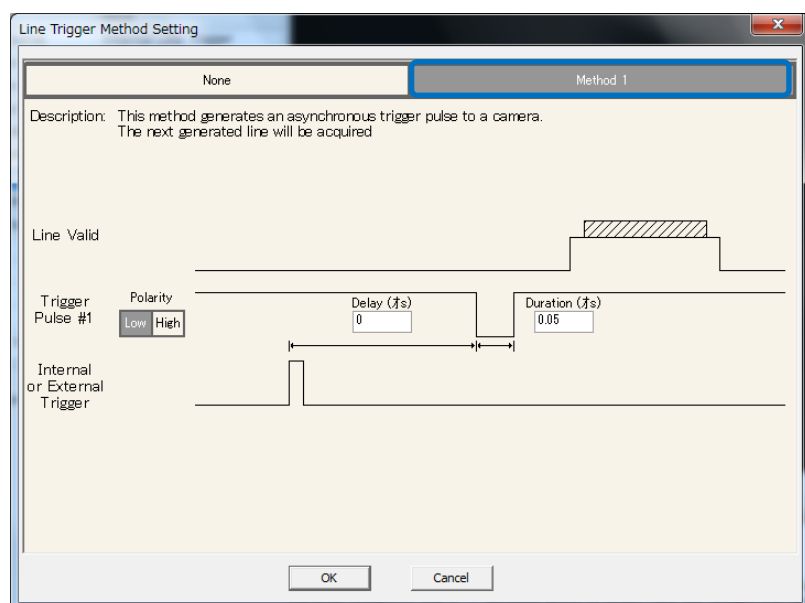 Line Trigger Method Setting
None
Method 1
Description: This method generates an asynchronous trigger pulse to a camera.
The next generated line will be acquired
Line Valid
Trigger
Pulse #1
Polarity
Low High
Delay (才s)
0
Duration (才s)
0.05
Internal
or External
Trigger
OK
Cancel